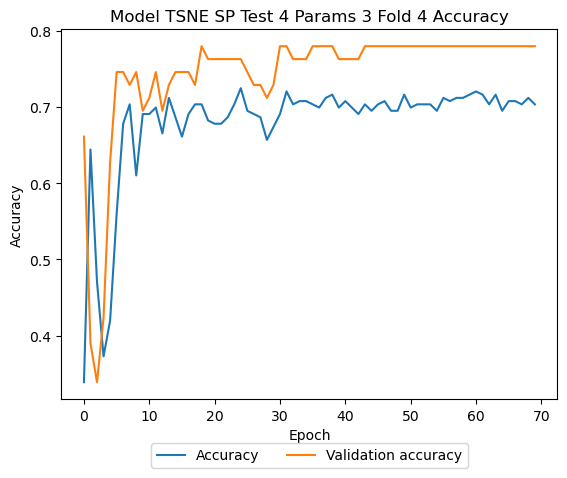 Model TSNE SP Test 4 Params 3 Fold 4 Accuracy
0.8
0.7
0.6
0.5
0.4
Accuracy
0 10 20 30 40 50 60 70
Epoch
Accuracy Validation accuracy